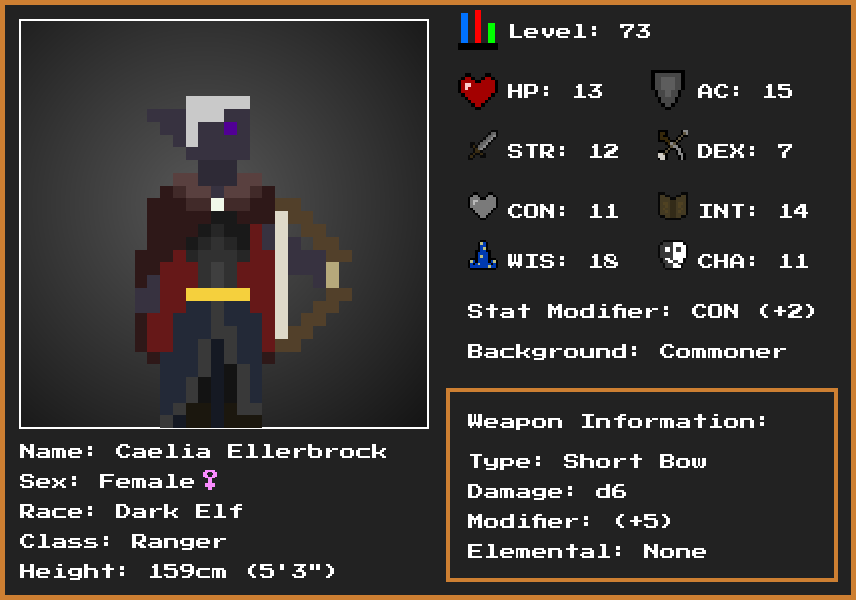 Level: 73
HP: 13 AC: 15
STR: 12 DEX: 7
CON: 11 INT: 14
WIS: 18 CHA: 11
Stat Modifier: CON (+2)
Background: Commoner
Weapon Information:
Type: Short Bow
Damage: d6
Modifier: (+5)
Elemental: None
Name: Caelia Ellerbrock
Sex: Female♀
Race: Dark Elf
Class: Ranger
Height: 159cm (5'3")